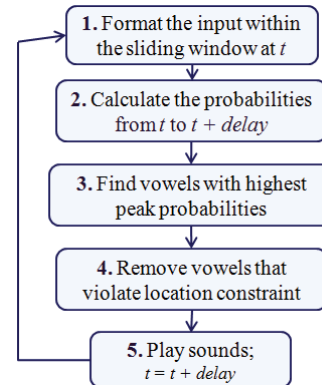 1. Format the input within
the sliding window at t
2. Calculate the probabilities
from t to t + delay
3. Find vowels with highest
peak probabilities
4. Remove vowels that
violate location constraint
5. Play sounds;
t = t + delay